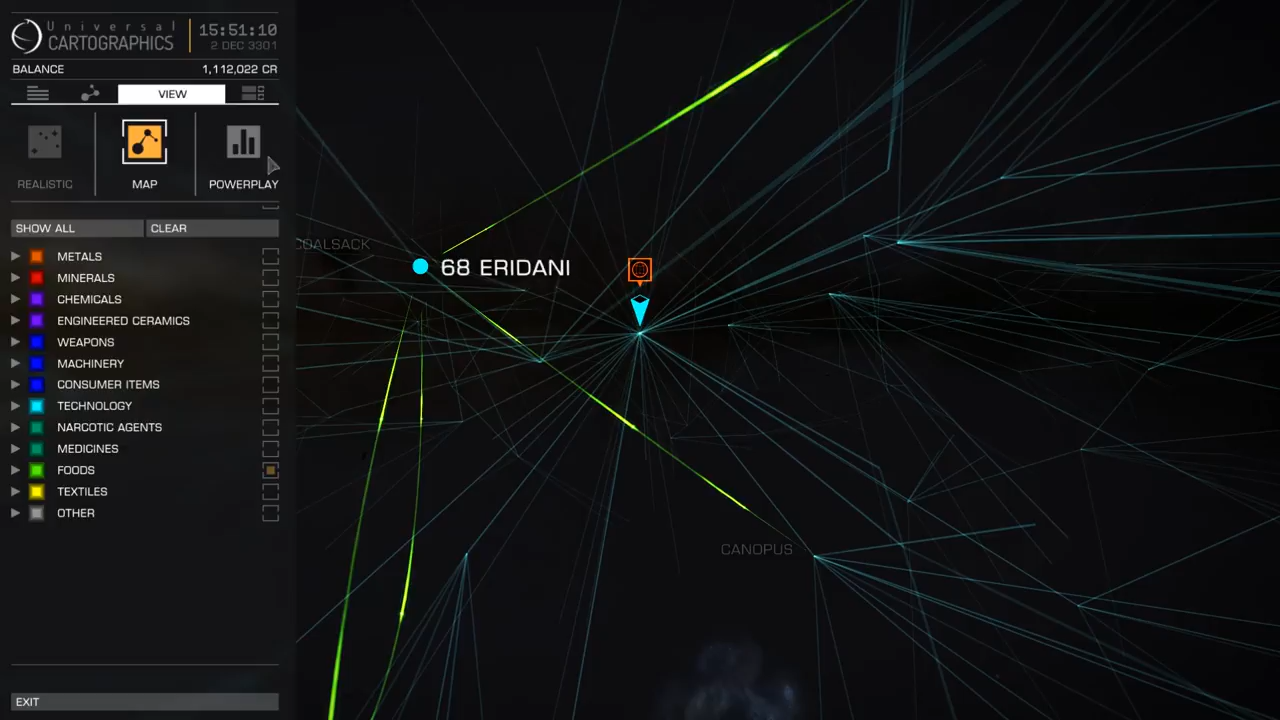 Universal
CARTOGRAPHICS
15:51:10
2 DEC 3301
BALANCE 1,112,022 CR
VIEW
REALISTIC MAP POWERPLAY
SHOW ALL CLEAR
METALS
MINERALS
CHEMICALS
ENGINEERED CERAMICS
WEAPONS
MACHINERY
CONSUMER ITEMS
TECHNOLOGY
NARCOTIC AGENTS
MEDICINES
FOODS
TEXTILES
OTHER
EXIT
COALSACK
68 ERIDANI
CANOPUS